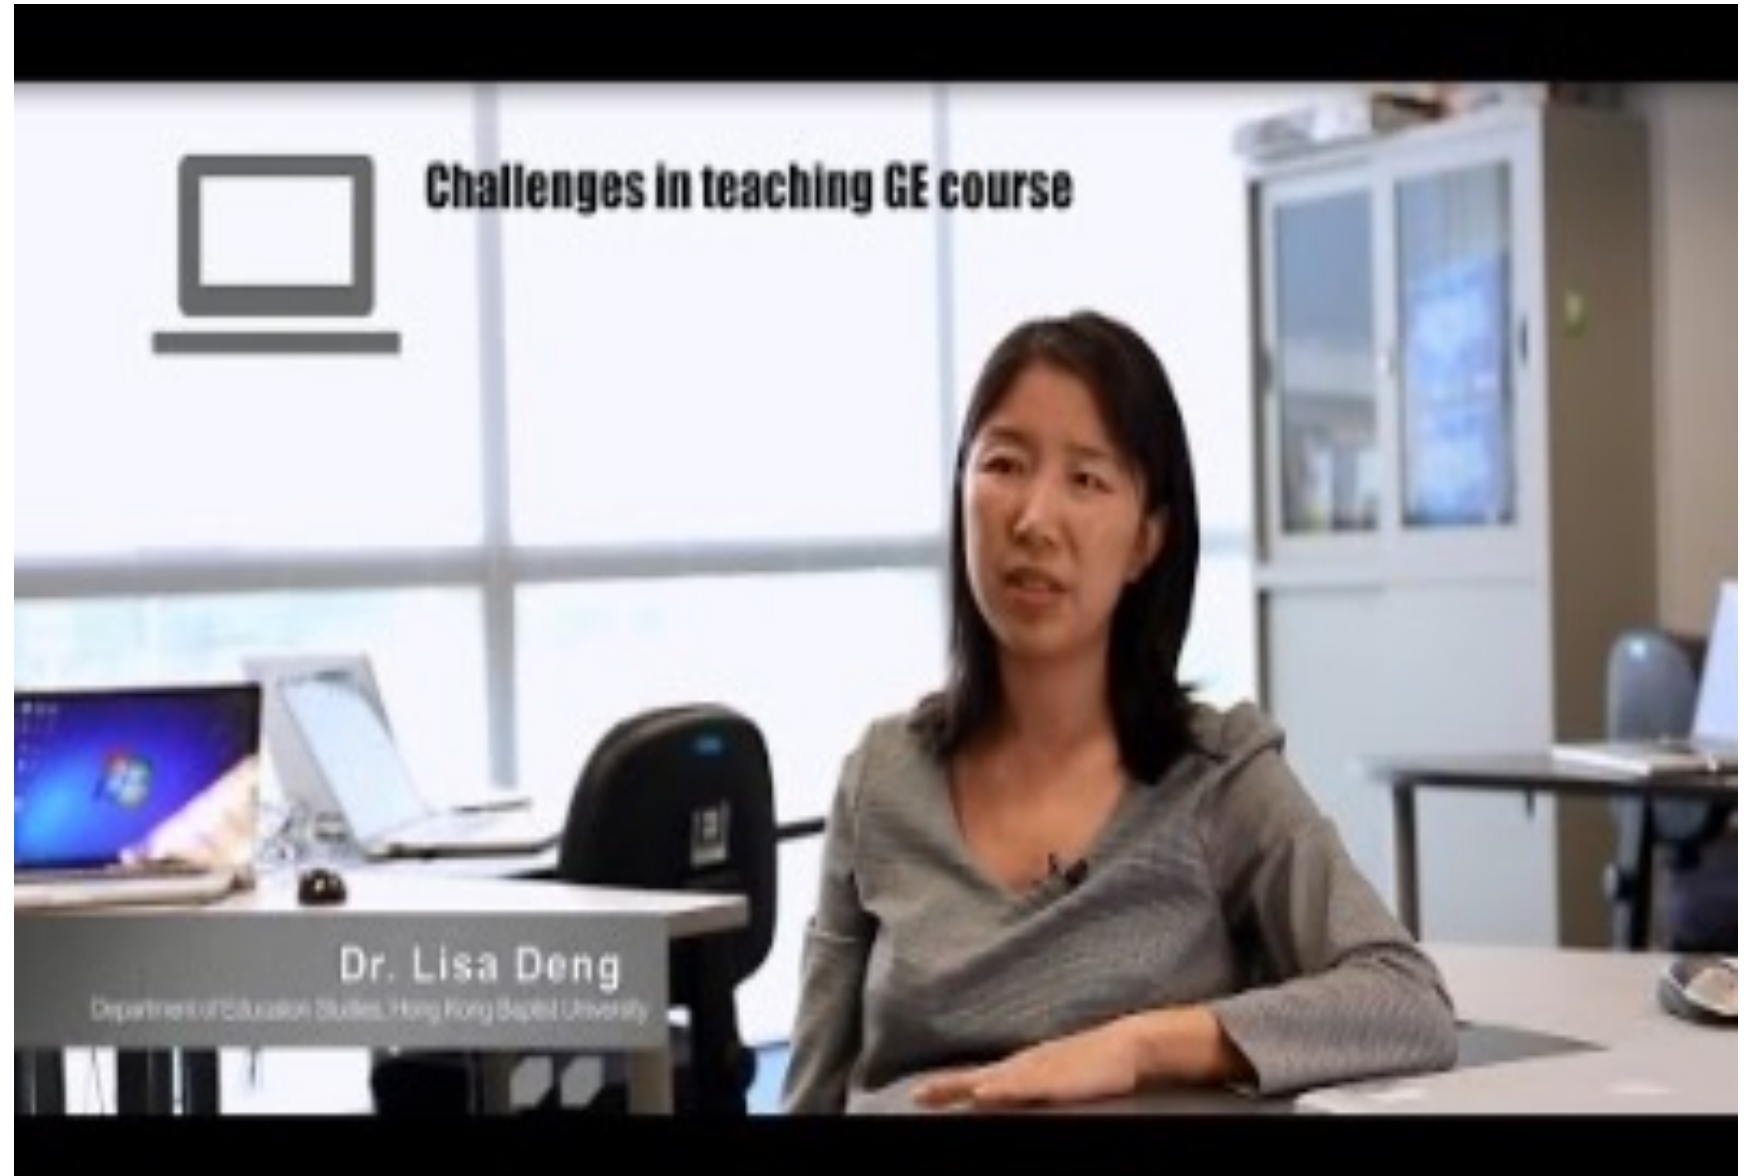 Challenges in teaching GE course
Dr. Lisa Deng
Department of Education Studies, Hong Kong Baptist University